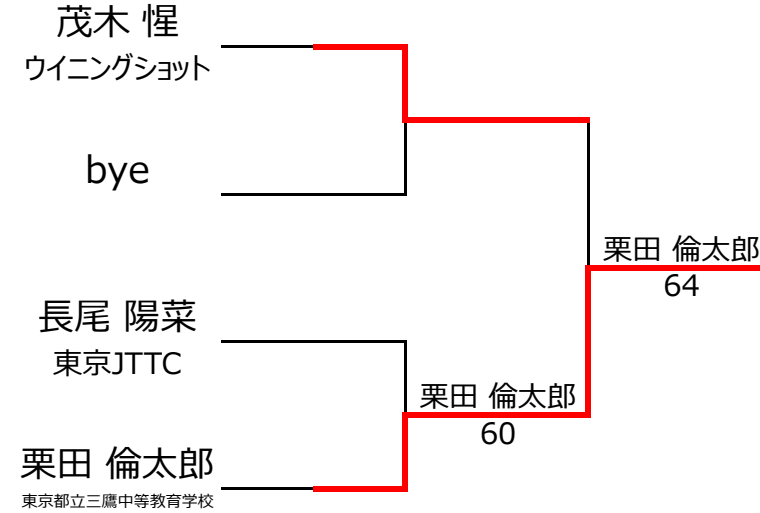 茂木 惺
ウイニングショット
bye
長尾 陽菜
東京JTTC
栗田 倫太郎
東京都立三鷹中等教育学校
栗田 倫太郎
60
栗田 倫太郎
64